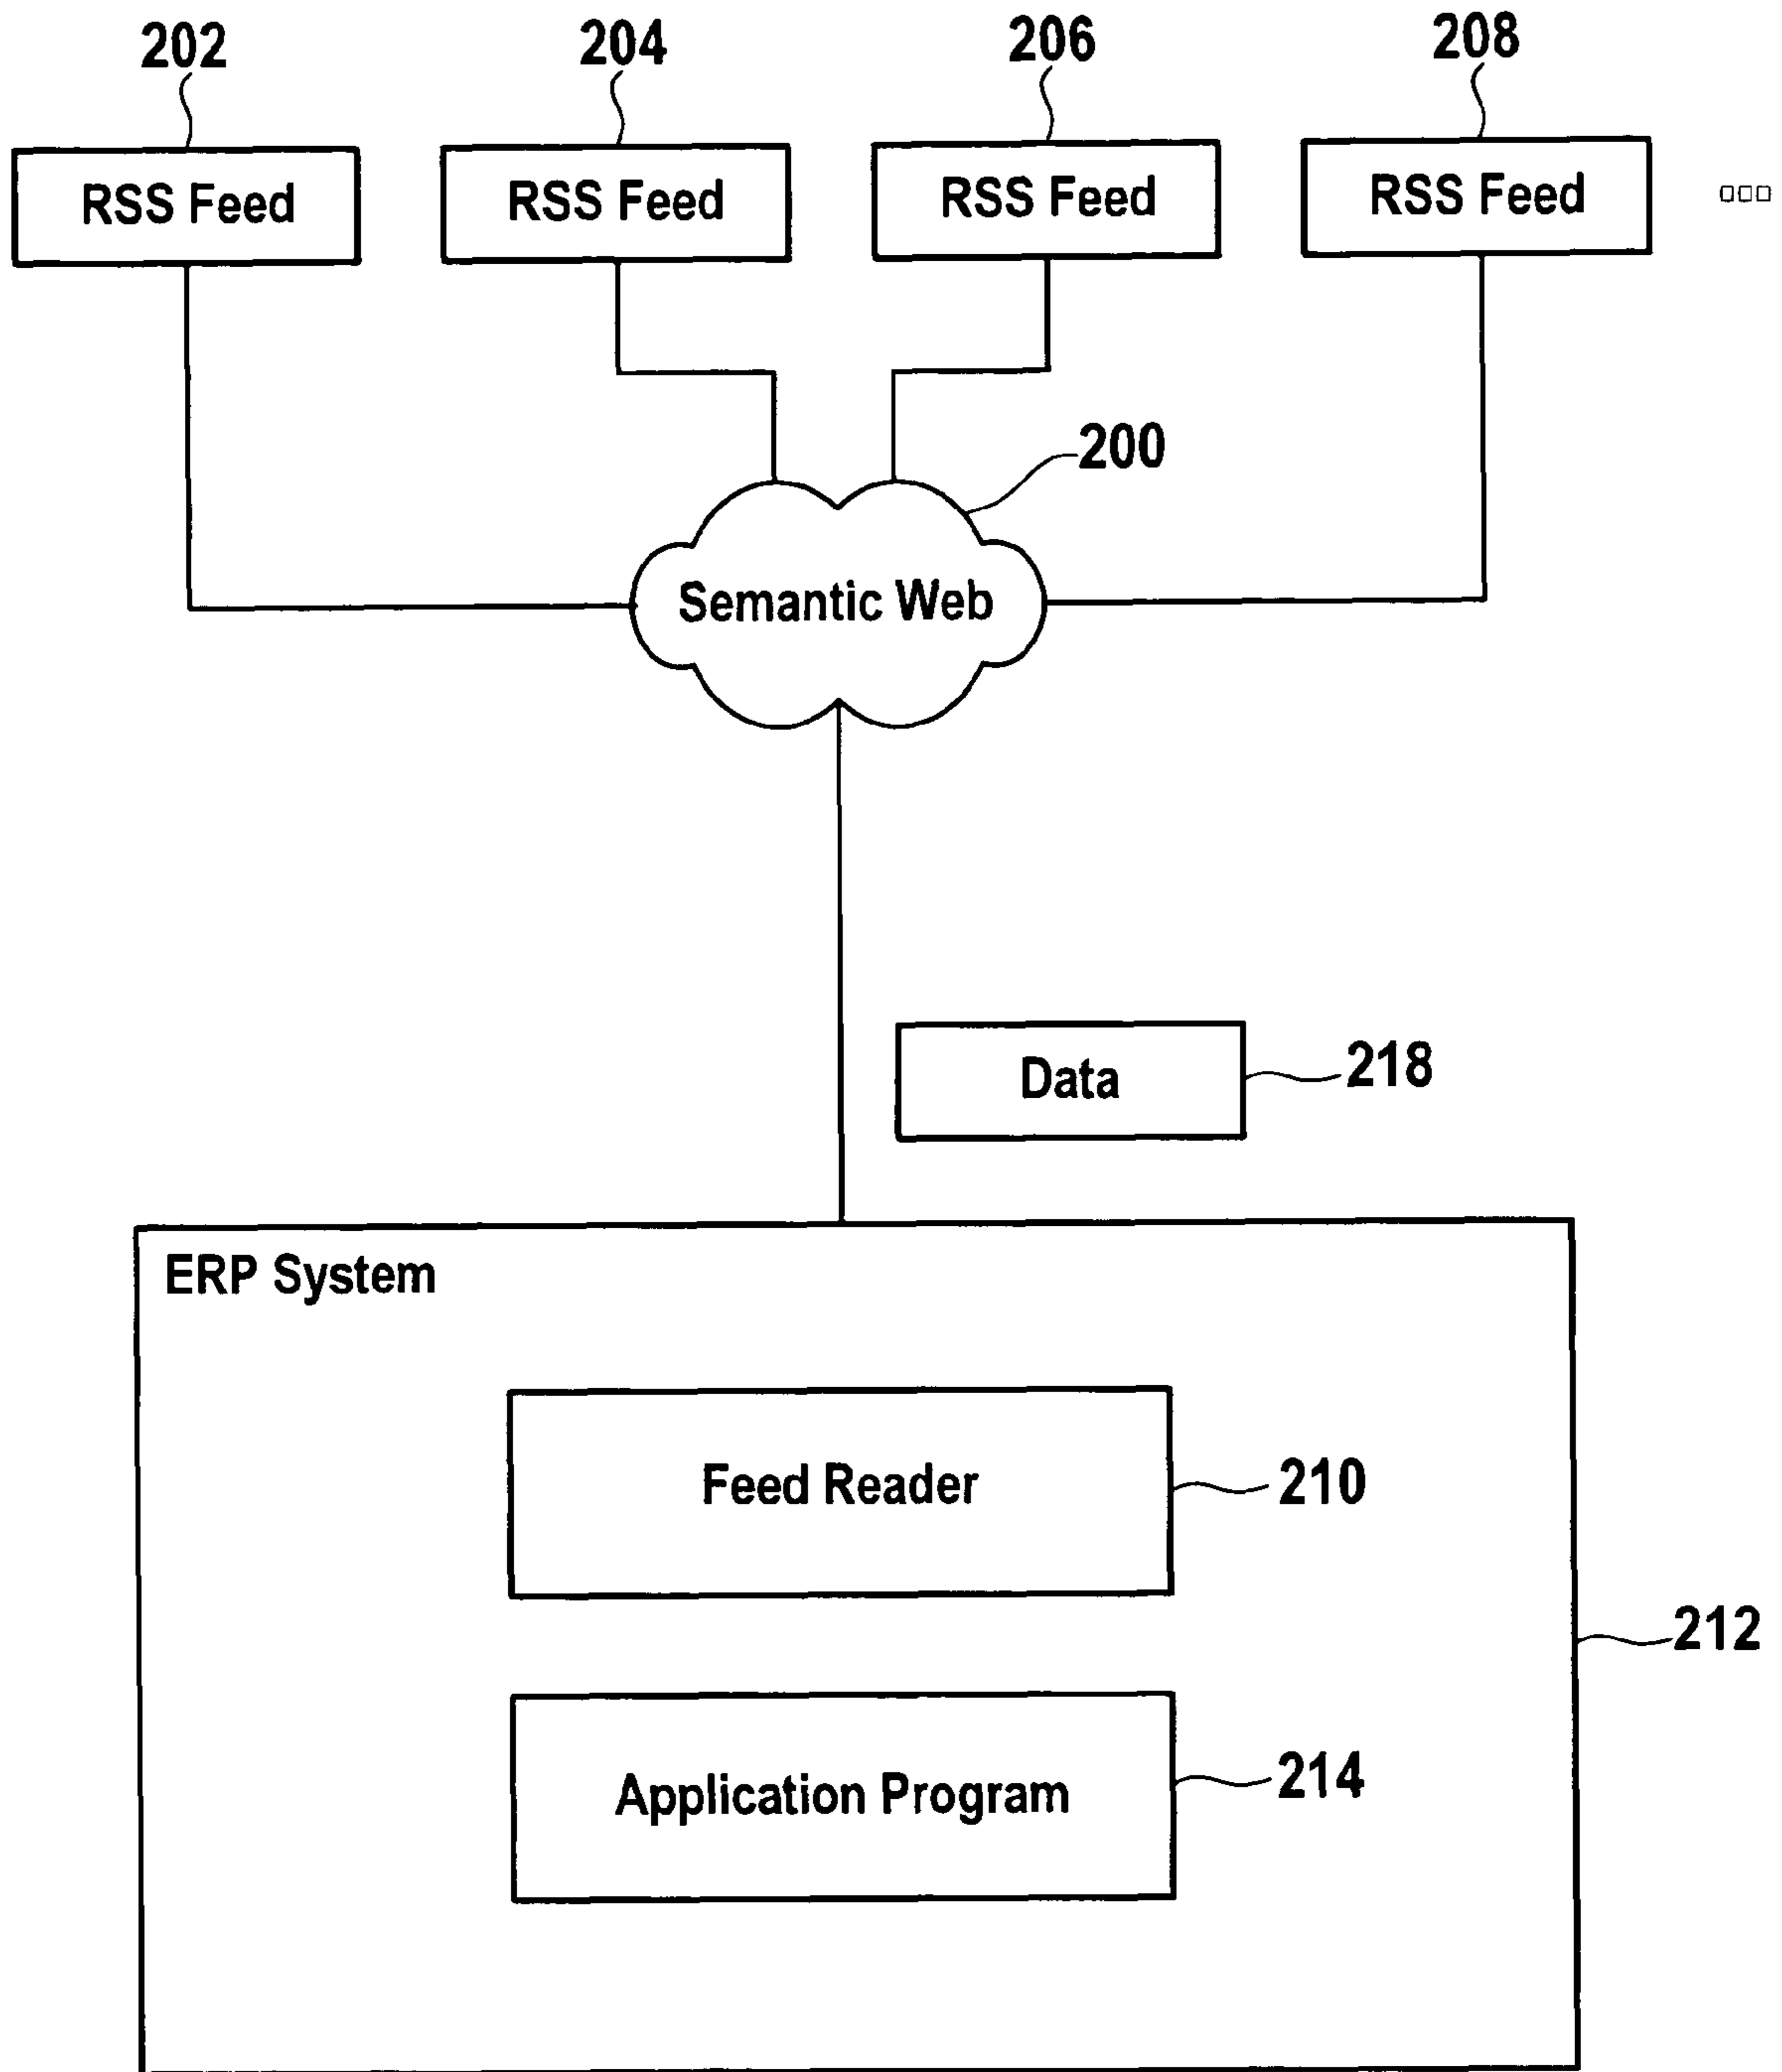 202 204 206 208
RSS Feed RSS Feed RSS Feed RSS Feed
200
Semantic Web
Data 218
ERP System
Feed Reader 210
212
Application Program 214